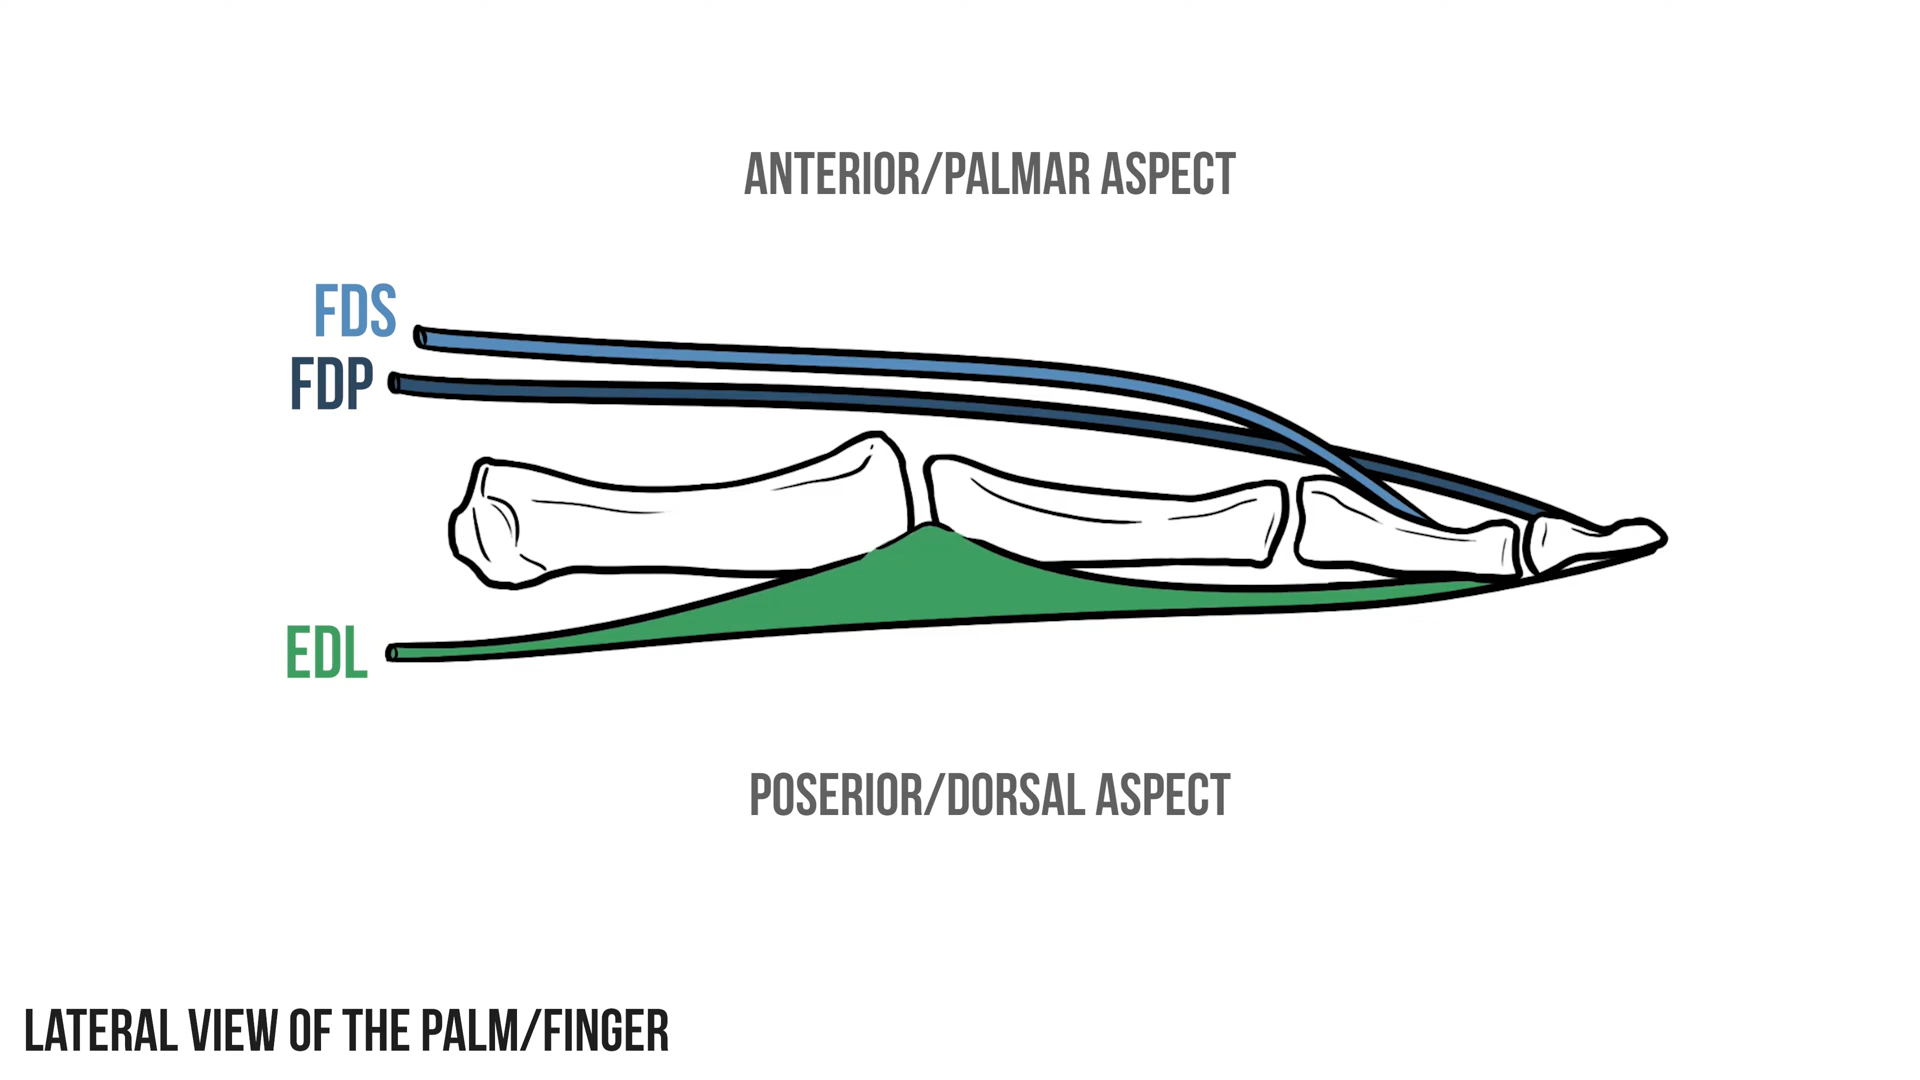 ANTERIOR/PALMAR ASPECT
FDS
FDP
EDL
POSERIOR/DORSAL ASPECT
LATERAL VIEW OF THE PALM/FINGER